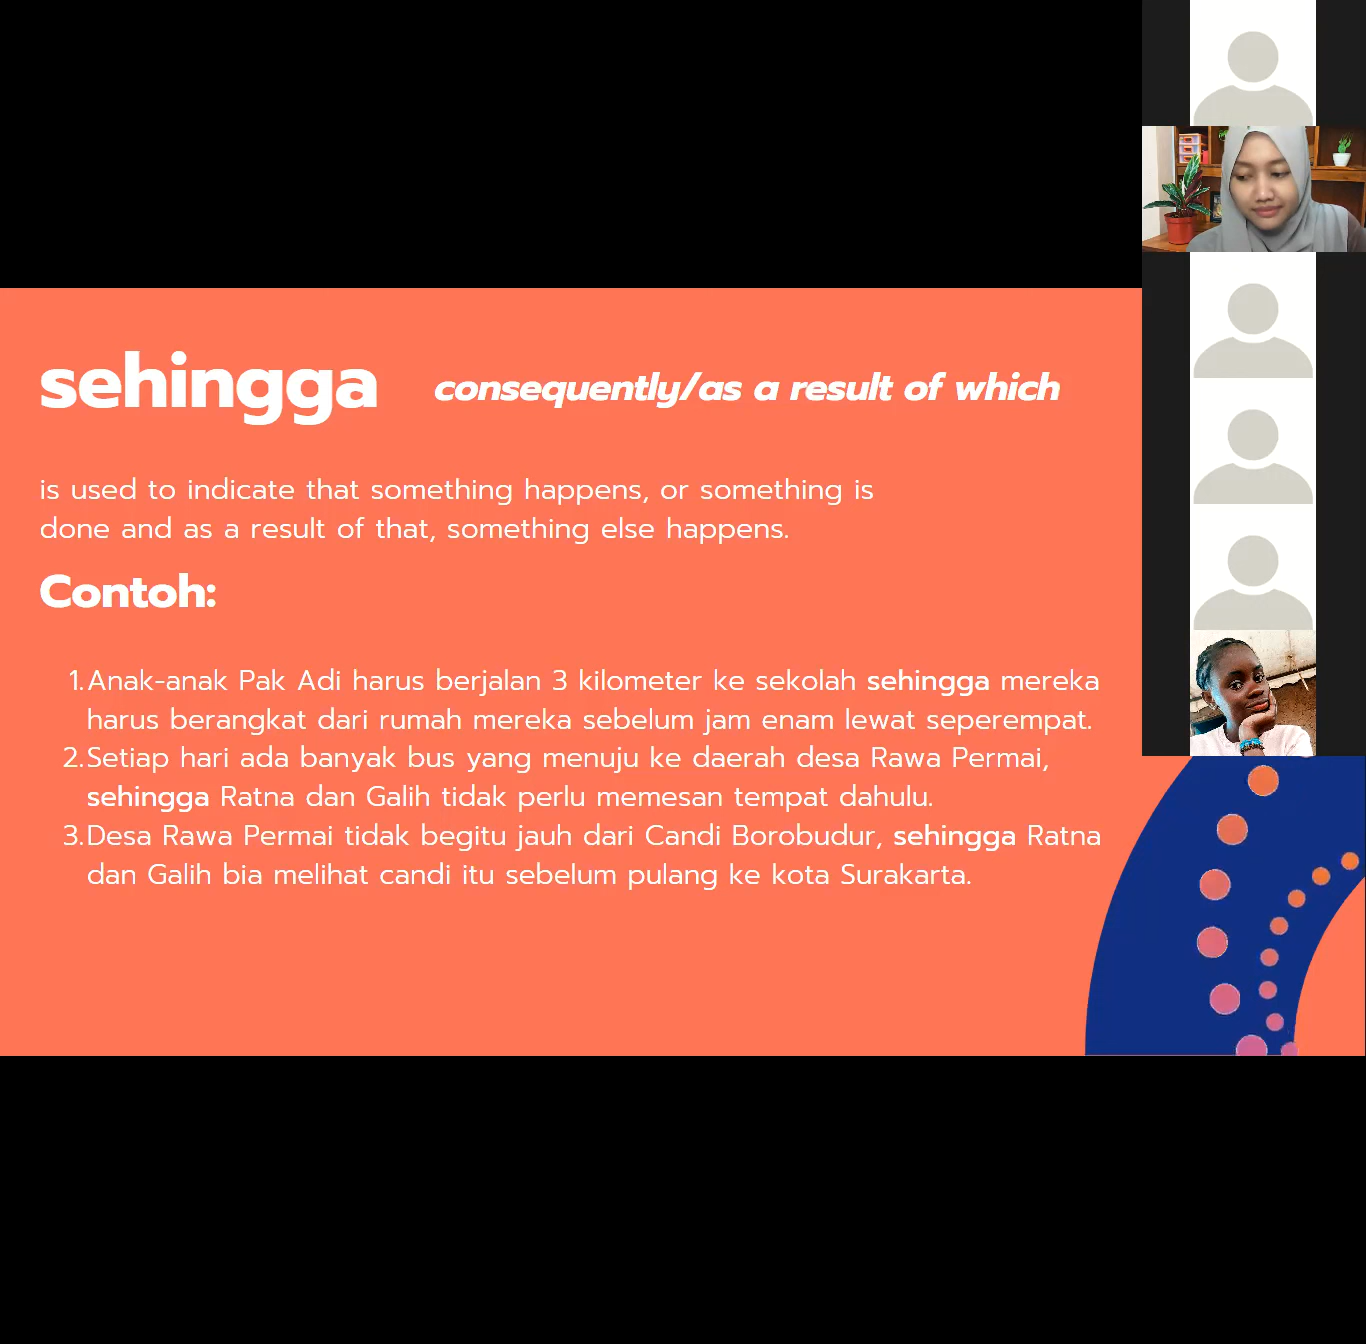 sehingga consequently/as a result of which
is used to indicate that something happens, or something is
done and as a result of that, something else happens.
Contoh:
1.Anak-anak Pak Adi harus berjalan 3 kilometer ke sekolah sehingga mereka
harus berangkat dari rumah mereka sebelum jam enam lewat seperempat.
2.Setiap hari ada banyak bus yang menuju ke daerah desa Rawa Permai,
sehingga Ratna dan Galih tidak perlu memesan tempat dahulu.
3.Desa Rawa Permai tidak begitu jauh dari Candi Borobudur, sehingga Ratna
dan Galih bia melihat candi itu sebelum pulang ke kota Surakarta.